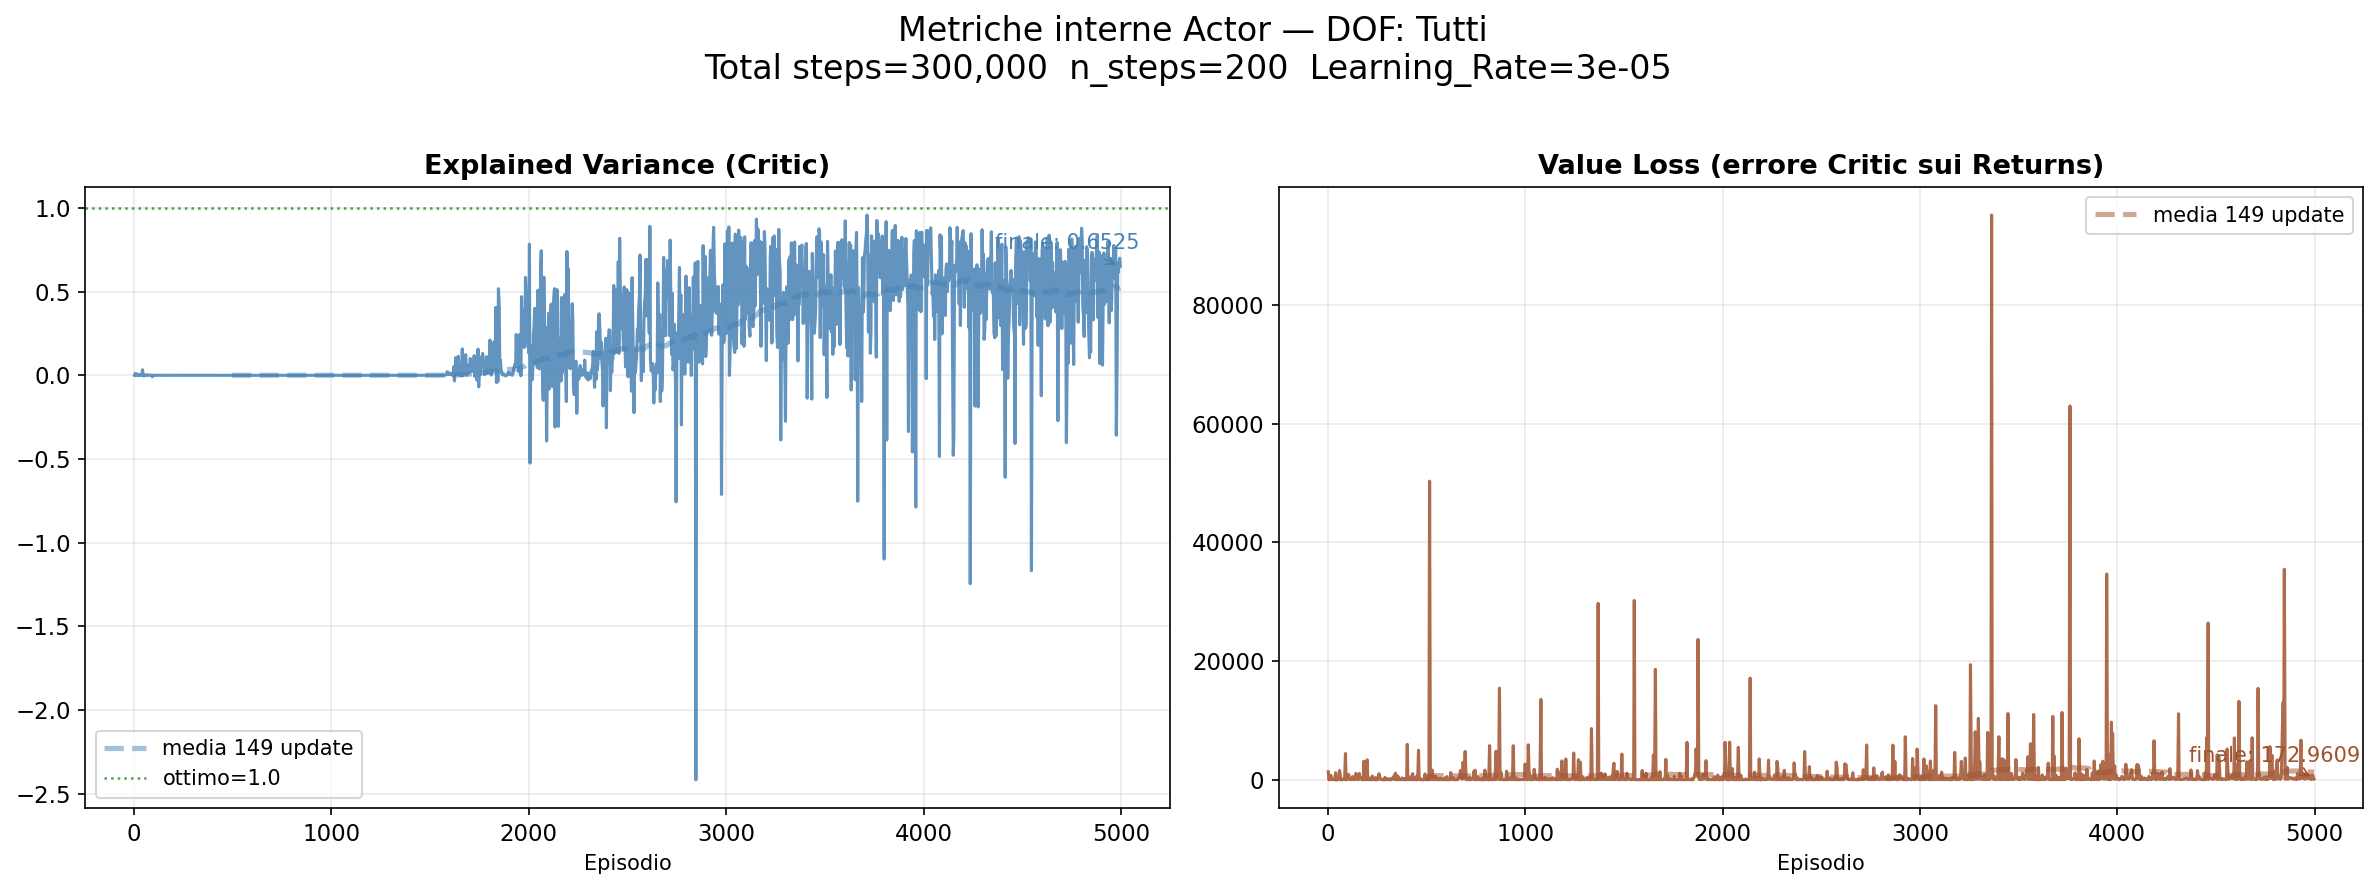 Metriche interne Actor — DOF: Tutti
Total steps=300,000  n_steps=200  Learning_Rate=3e-05
Explained Variance (Critic)
1.0
0.5
0.0
−0.5
−1.0
−1.5
−2.0
−2.5
finale: 0.6525
media 149 update
ottimo=1.0
0 1000 2000 3000 4000 5000
Episodio
Value Loss (errore Critic sui Returns)
media 149 update
80000
60000
40000
20000
0
finale: 172.9609
0 1000 2000 3000 4000 5000
Episodio